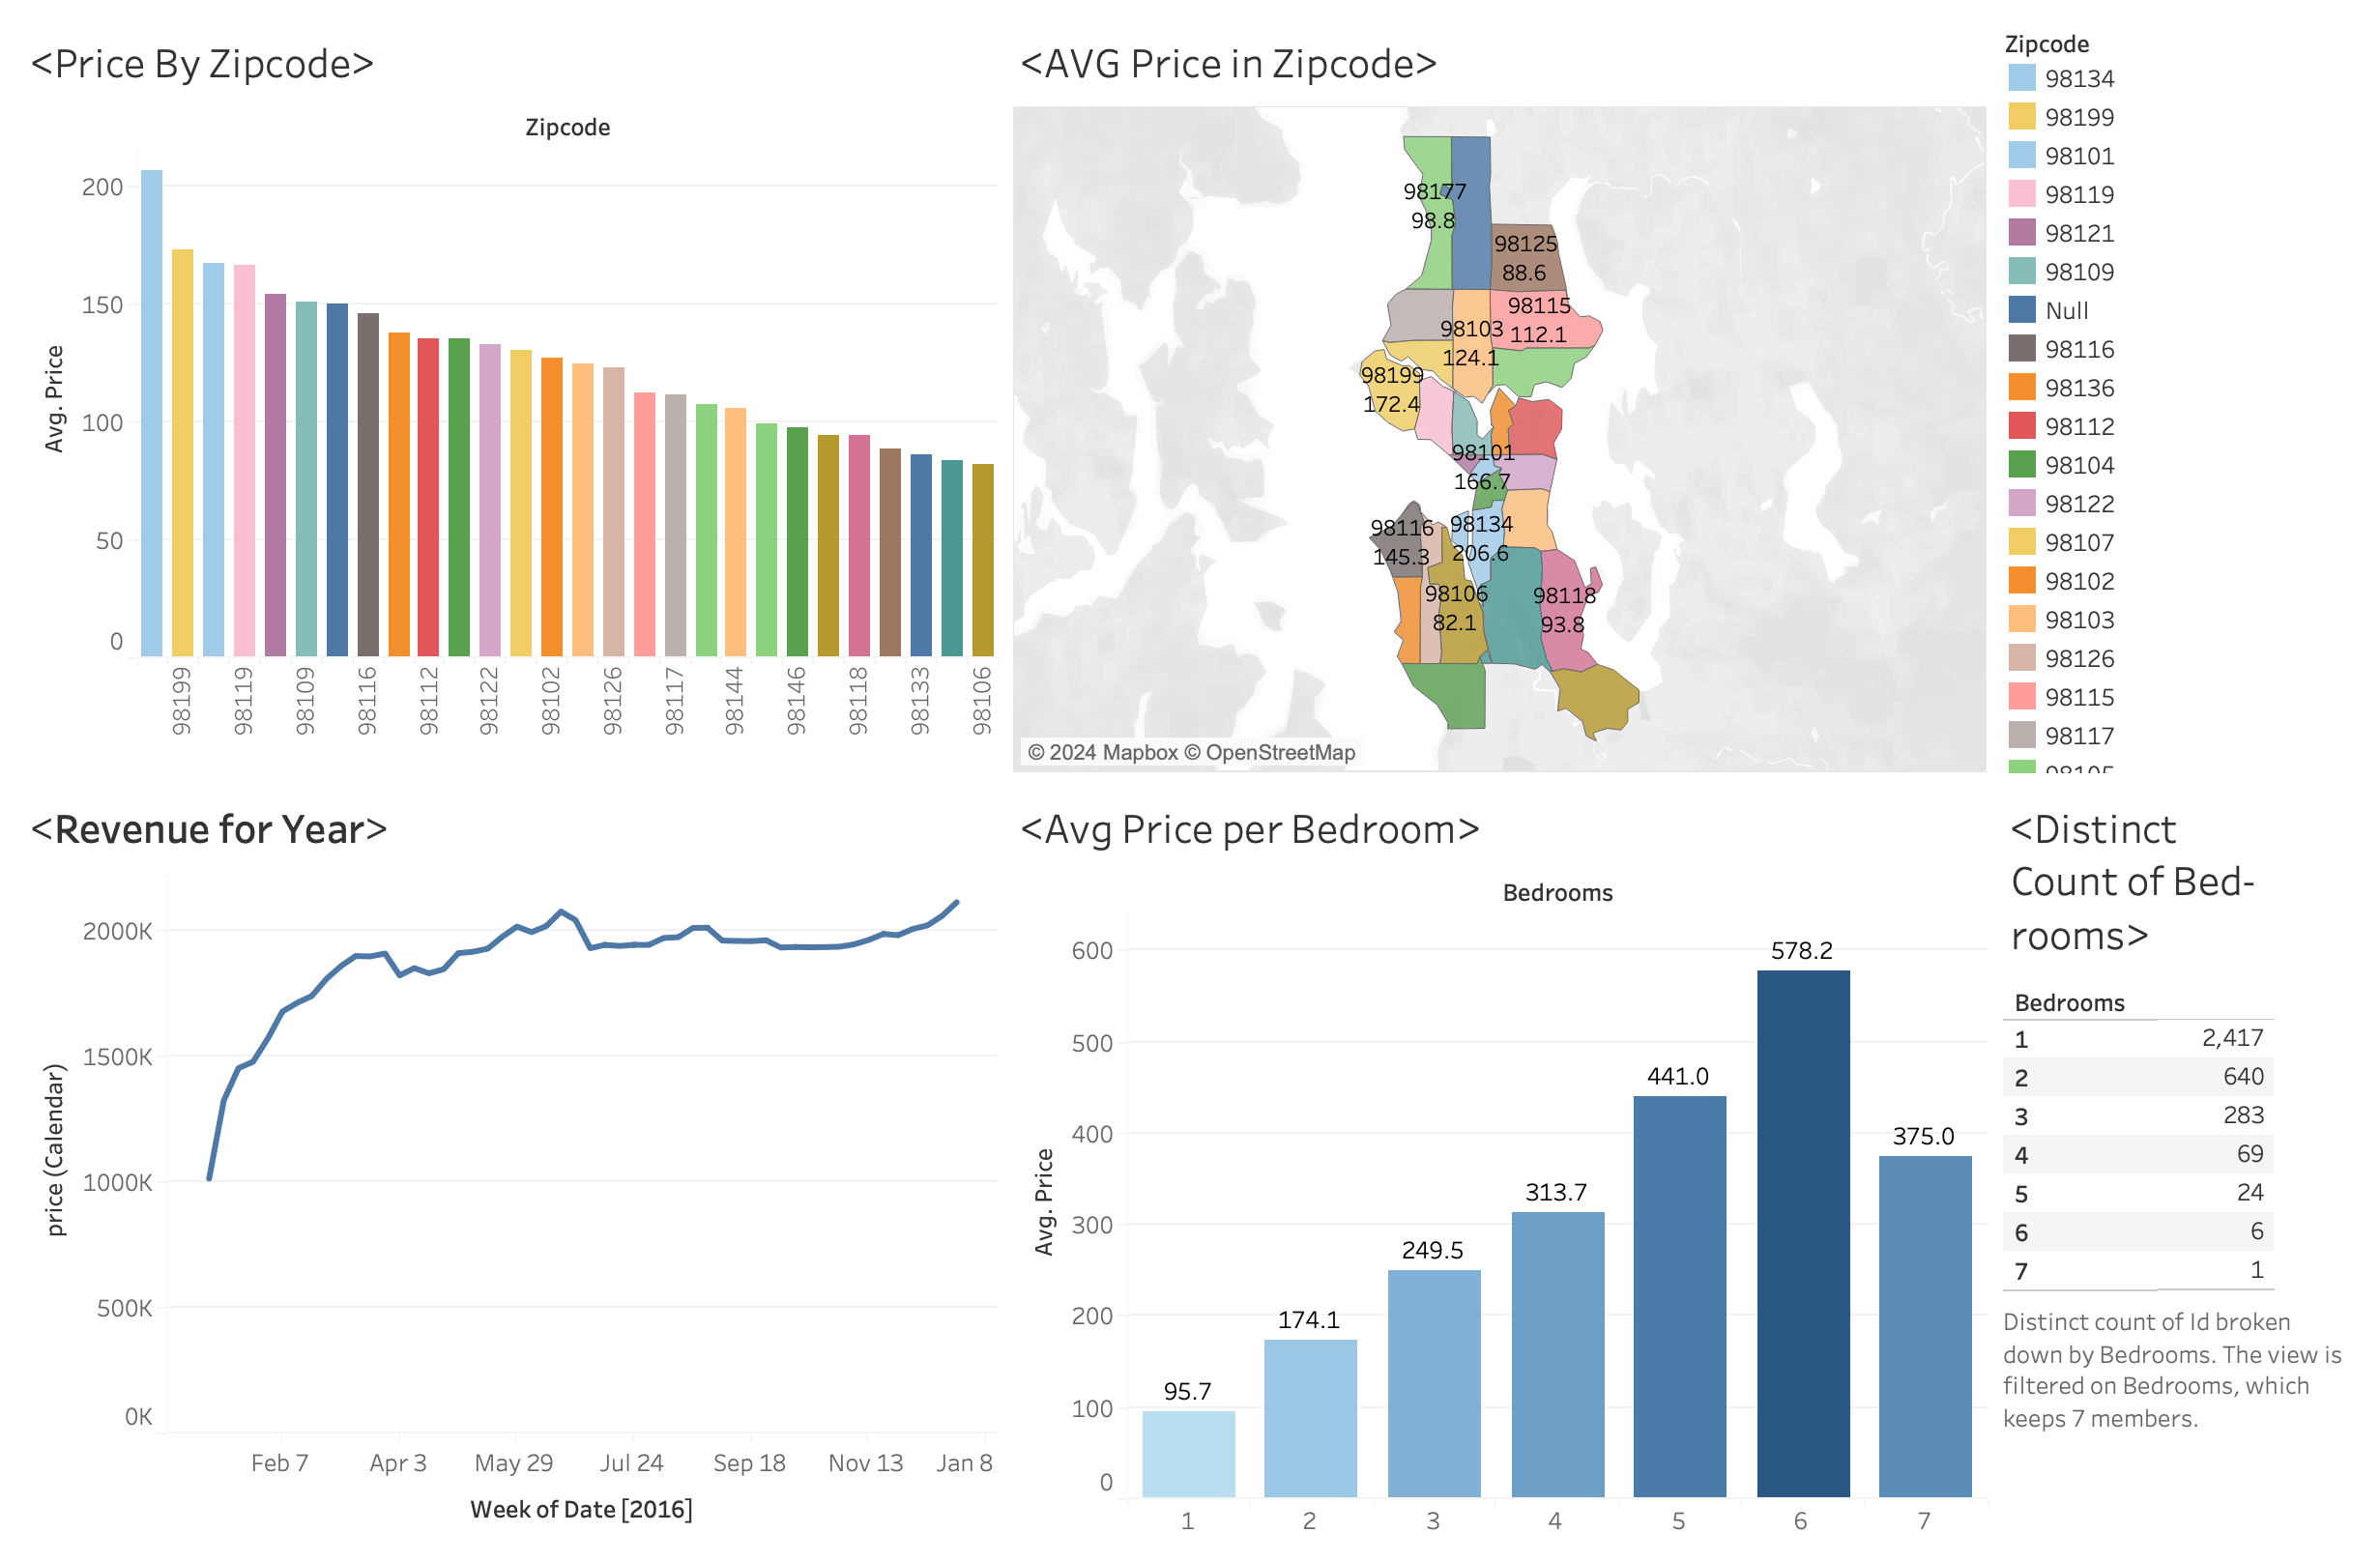 <Price By Zipcode>
Zipcode
Avg. Price
200
150
100
50
0
98199
98119
98109
98116
98112
98122
98102
98126
98117
98144
98146
98118
98133
98106
<AVG Price in Zipcode>
98177
98.8
98125
88.6
98115
112.1
98103
124.1
98199
172.4
98101
166.7
98116
145.3
98134
206.6
98106
82.1
98118
93.8
© 2024 Mapbox © OpenStreetMap
Zipcode
98134
98199
98101
98119
98121
98109
Null
98116
98136
98112
98104
98122
98107
98102
98103
98126
98115
98117
98105
<Revenue for Year>
price (Calendar)
2000K
1500K
1000K
500K
0K
Feb 7
Apr 3
May 29
Jul 24
Sep 18
Nov 13
Jan 8
Week of Date [2016]
<Avg Price per Bedroom>
Bedrooms
Avg. Price
600
500
400
300
200
100
0
95.7
174.1
249.5
313.7
441.0
578.2
375.0
1
2
3
4
5
6
7
<Distinct
Count of Bed-
rooms>
Bedrooms
1 2,417
2 640
3 283
4 69
5 24
6 6
7 1
Distinct count of Id broken
down by Bedrooms. The view is
filtered on Bedrooms, which
keeps 7 members.